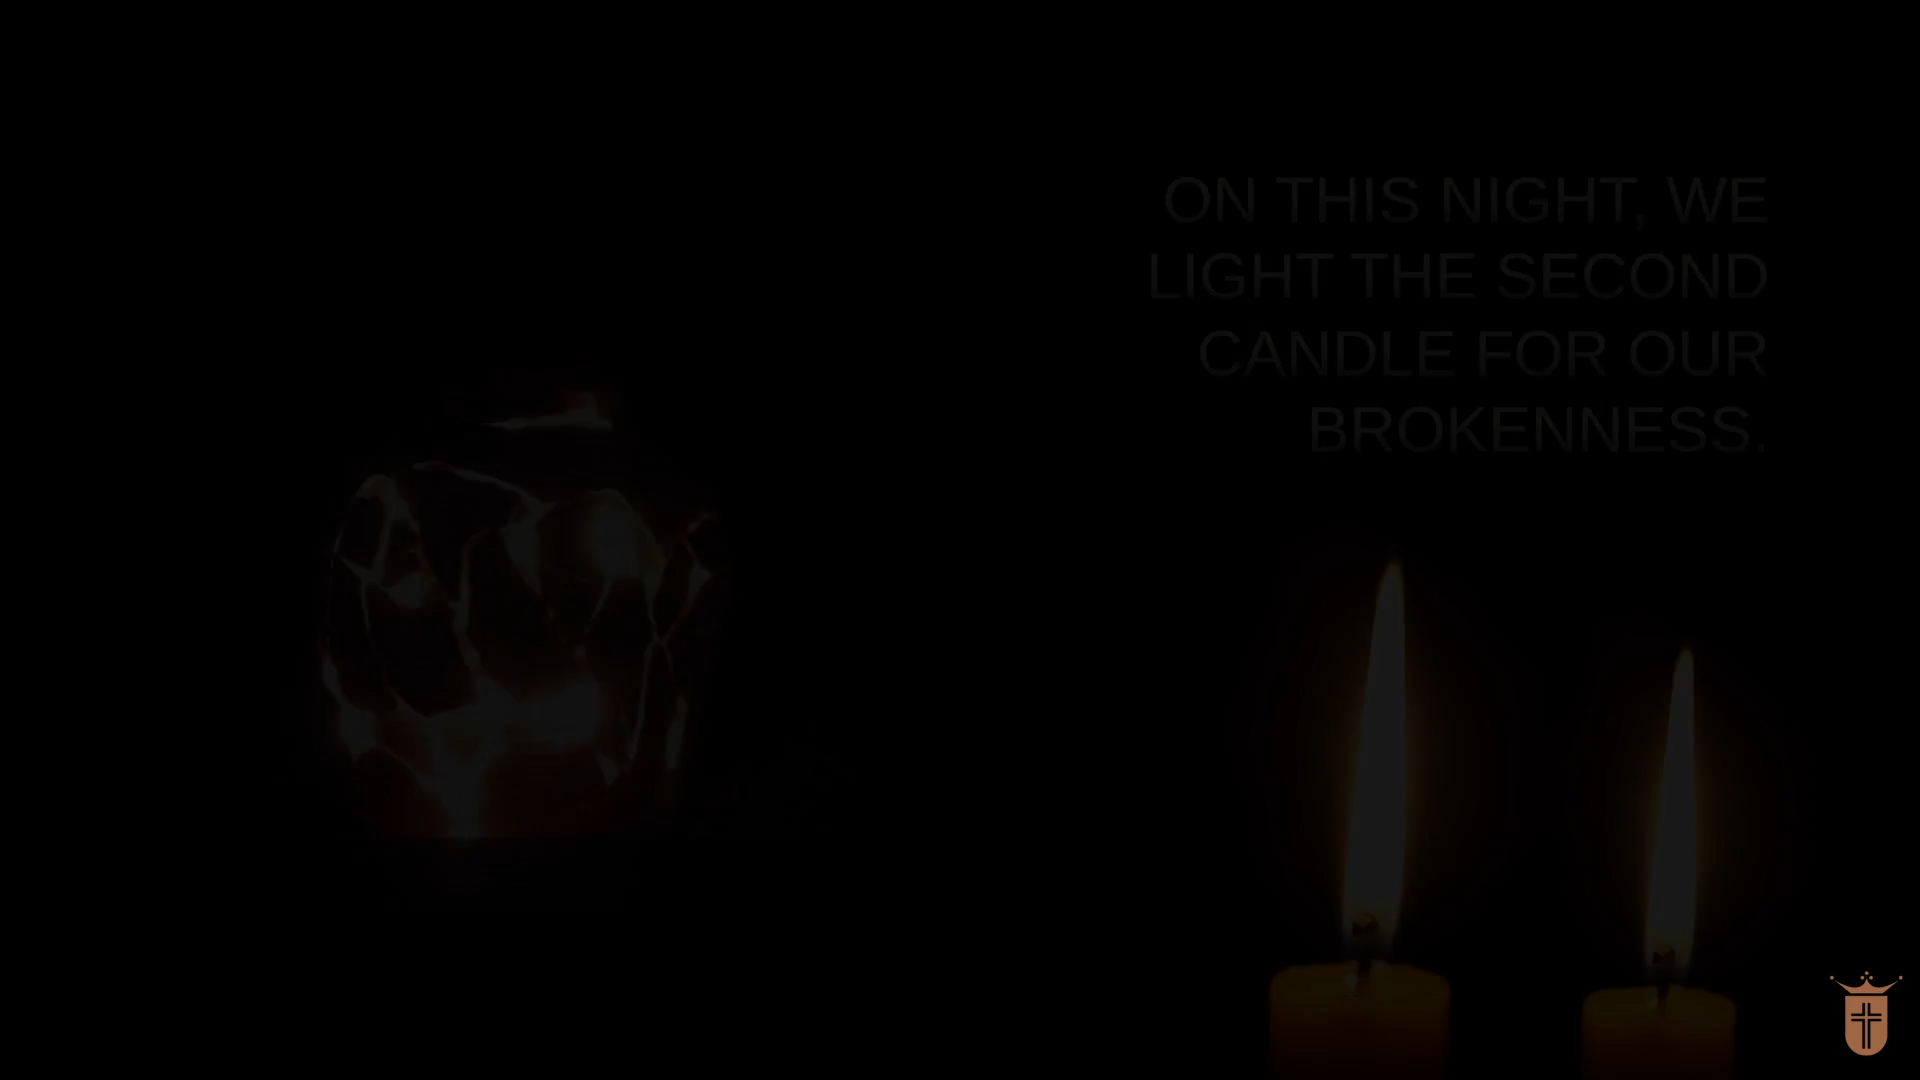 ON THIS NIGHT, WE
LIGHT THE SECOND
CANDLE FOR OUR
BROKENNESS.